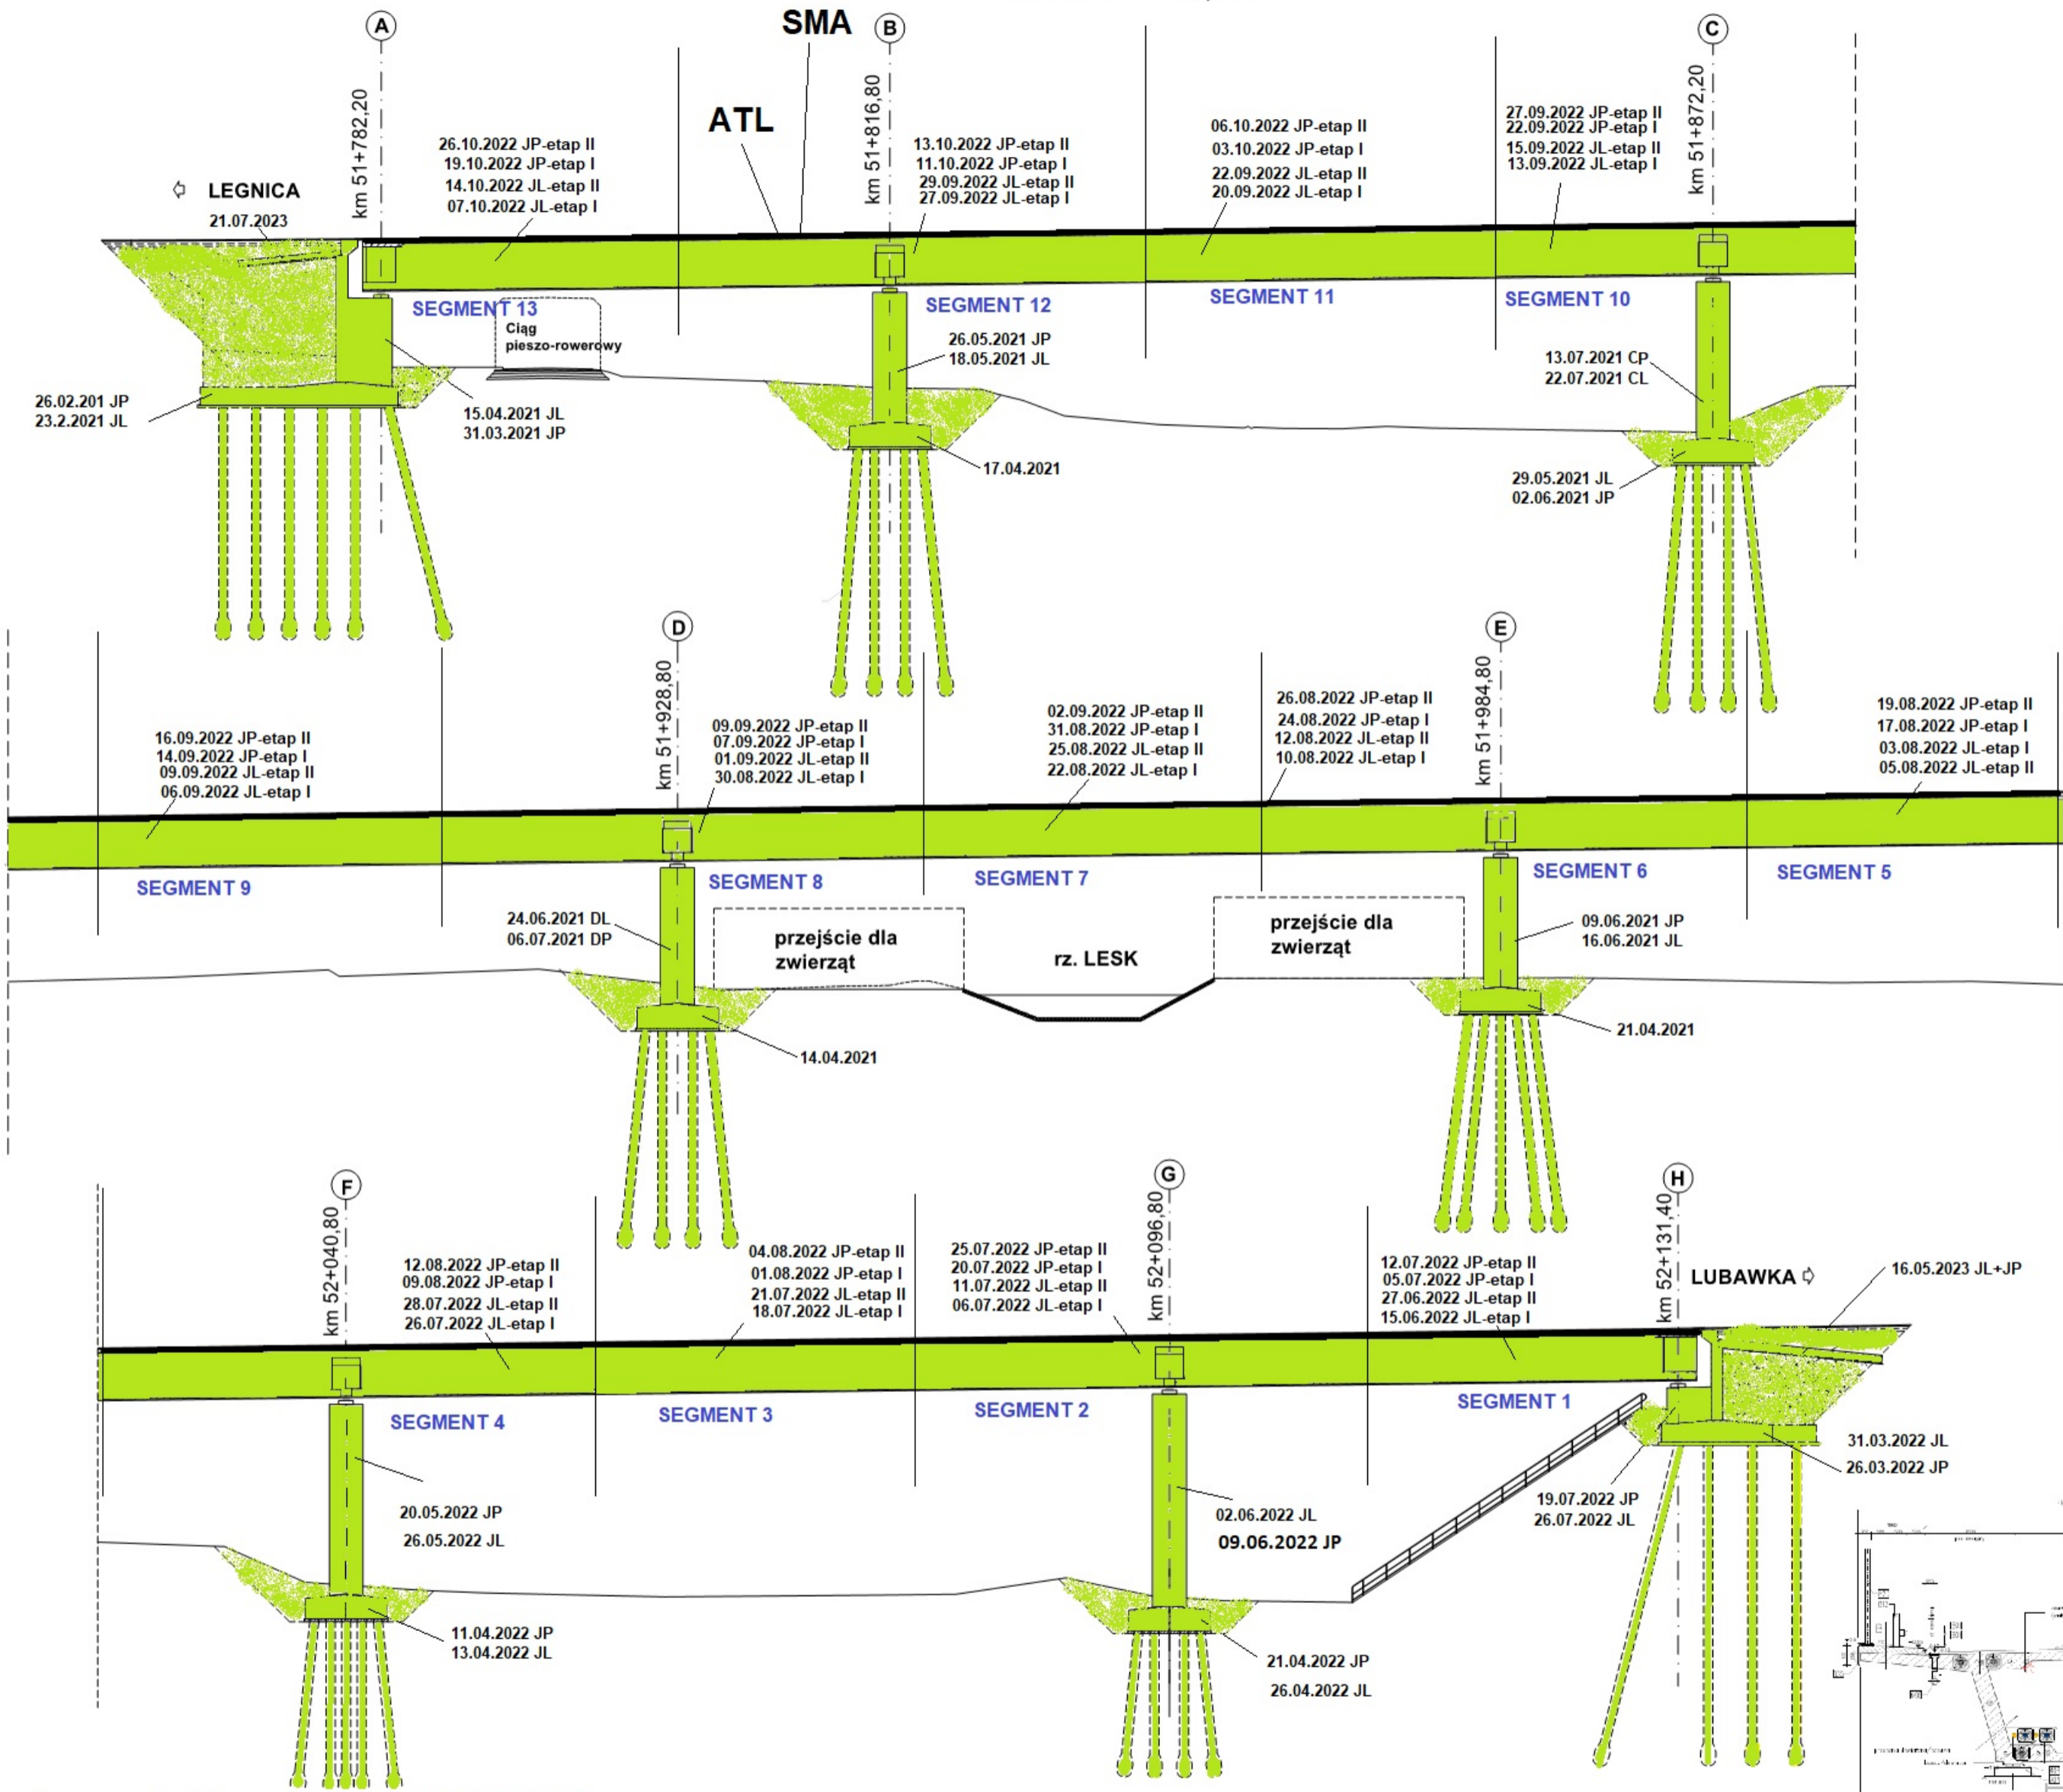 A
SMA
B
C
km 51+782,20
ATL
km 51+816,80
km 51+872,20
26.10.2022 JP-etap II
19.10.2022 JP-etap I
14.10.2022 JL-etap II
07.10.2022 JL-etap I
13.10.2022 JP-etap II
11.10.2022 JP-etap I
29.09.2022 JL-etap II
27.09.2022 JL-etap I
06.10.2022 JP-etap II
03.10.2022 JP-etap I
22.09.2022 JL-etap II
20.09.2022 JL-etap I
27.09.2022 JP-etap II
22.09.2022 JP-etap I
15.09.2022 JL-etap II
13.09.2022 JL-etap I
LEGNICA
21.07.2023
SEGMENT 13
SEGMENT 12
SEGMENT 11
SEGMENT 10
Ciąg
pieszo-rowerowy
26.05.2021 JP
18.05.2021 JL
13.07.2021 CP
22.07.2021 CL
26.02.201 JP
23.2.2021 JL
15.04.2021 JL
31.03.2021 JP
17.04.2021
29.05.2021 JL
02.06.2021 JP
D
E
km 51+928,80
km 51+984,80
16.09.2022 JP-etap II
14.09.2022 JP-etap I
09.09.2022 JL-etap II
06.09.2022 JL-etap I
09.09.2022 JP-etap II
07.09.2022 JP-etap I
01.09.2022 JL-etap II
30.08.2022 JL-etap I
02.09.2022 JP-etap II
31.08.2022 JP-etap I
25.08.2022 JL-etap II
22.08.2022 JL-etap I
26.08.2022 JP-etap II
24.08.2022 JP-etap I
12.08.2022 JL-etap II
10.08.2022 JL-etap I
19.08.2022 JP-etap II
17.08.2022 JP-etap I
03.08.2022 JL-etap I
05.08.2022 JL-etap II
SEGMENT 9
SEGMENT 8
SEGMENT 7
SEGMENT 6
SEGMENT 5
24.06.2021 DL
06.07.2021 DP
przejście dla
zwierząt
rz. LESK
przejście dla
zwierząt
09.06.2021 JP
16.06.2021 JL
14.04.2021
21.04.2021
F
G
H
km 52+040,80
km 52+096,80
km 52+131,40
12.08.2022 JP-etap II
09.08.2022 JP-etap I
28.07.2022 JL-etap II
26.07.2022 JL-etap I
04.08.2022 JP-etap II
01.08.2022 JP-etap I
21.07.2022 JL-etap II
18.07.2022 JL-etap I
25.07.2022 JP-etap II
20.07.2022 JP-etap I
11.07.2022 JL-etap II
06.07.2022 JL-etap I
12.07.2022 JP-etap II
05.07.2022 JP-etap I
27.06.2022 JL-etap II
15.06.2022 JL-etap I
LUBAWKA
16.05.2023 JL+JP
SEGMENT 4
SEGMENT 3
SEGMENT 2
SEGMENT 1
20.05.2022 JP
26.05.2022 JL
02.06.2022 JL
09.06.2022 JP
19.07.2022 JP
26.07.2022 JL
31.03.2022 JL
26.03.2022 JP
11.04.2022 JP
13.04.2022 JL
21.04.2022 JP
26.04.2022 JL